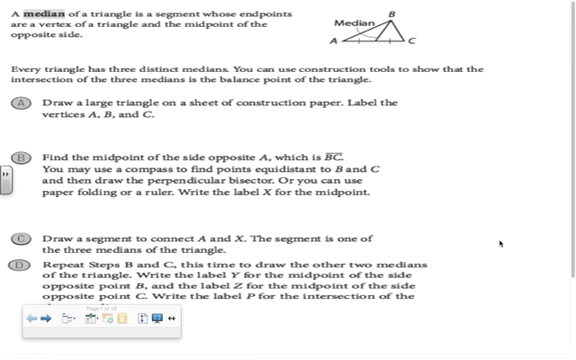 A median of a triangle is a segment whose endpoints
are a vertex of a triangle and the midpoint of the
opposite side.
B
Median
A
C
Every triangle has three distinct medians. You can use construction tools to show that the
intersection of the three medians is the balance point of the triangle.
A Draw a large triangle on a sheet of construction paper. Label the
vertices A, B, and C.
B Find the midpoint of the side opposite A, which is B̅C̅.
You may use a compass to find points equidistant to B and C
and then draw the perpendicular bisector. Or you can use
paper folding or a ruler. Write the label X for the midpoint.
C Draw a segment to connect A and X. The segment is one of
the three medians of the triangle.
D Repeat Steps B and C, this time to draw the other two medians
of the triangle. Write the label Y for the midpoint of the side
opposite point B, and the label Z for the midpoint of the side
opposite point C. Write the label P for the intersection of the